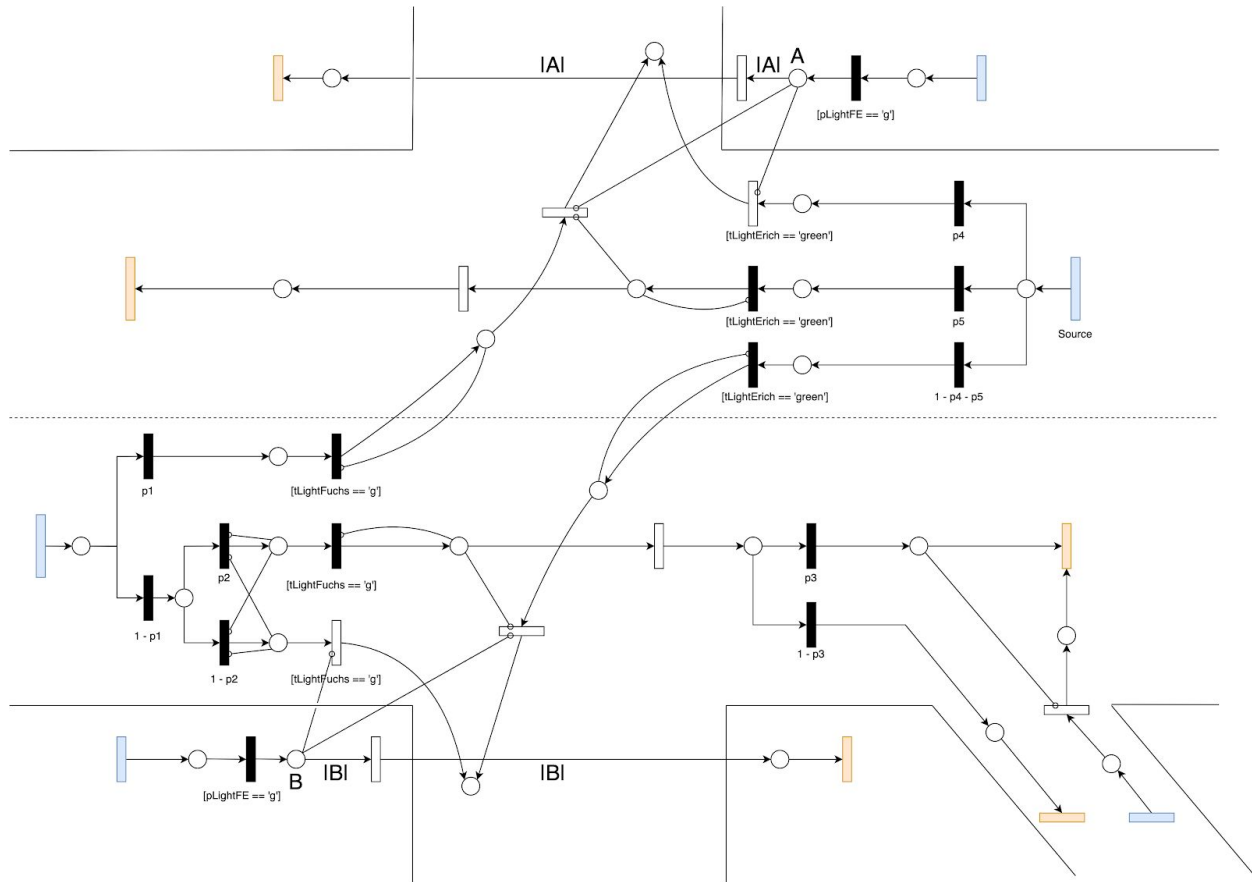 |A|
|A|
A
[pLightFE == 'g']
[tLightErich == 'green']
p4
[tLightErich == 'green']
p5
Source
[tLightErich == 'green']
1 - p4 - p5
p1
[tLightFuchs == 'g']
p2
[tLightFuchs == 'g']
p3
1 - p1
1 - p2
[tLightFuchs == 'g']
1 - p3
B
|B|
|B|
[pLightFE == 'g']